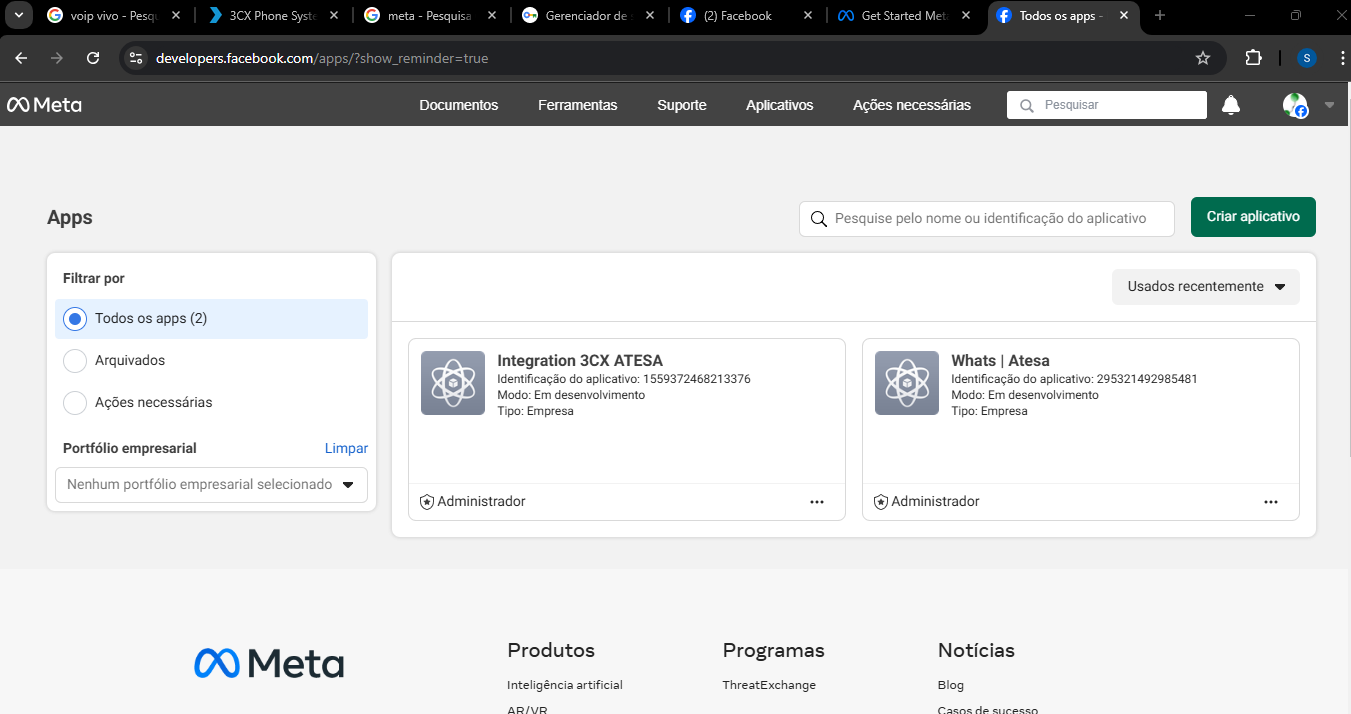 voip vivo - Pesqu
3CX Phone Syste
meta - Pesquisa
Gerenciador de
(2) Facebook
Get Started Meta
Todos os apps -
developers.facebook.com/apps/?show_reminder=true
S
Meta
Documentos
Ferramentas
Suporte
Aplicativos
Ações necessárias
Pesquisar
Apps
Pesquise pelo nome ou identificação do aplicativo
Criar aplicativo
Filtrar por
Todos os apps (2)
Arquivados
Ações necessárias
Portfólio empresarial
Limpar
Nenhum portfólio empresarial selecionado
Usados recentemente
Integration 3CX ATESA
Identificação do aplicativo: 1559372468213376
Modo: Em desenvolvimento
Tipo: Empresa
Administrador
Whats | Atesa
Identificação do aplicativo: 295321492985481
Modo: Em desenvolvimento
Tipo: Empresa
Administrador
Meta
Produtos
Inteligência artificial
AR/VR
Programas
ThreatExchange
Notícias
Blog
Casos de sucesso